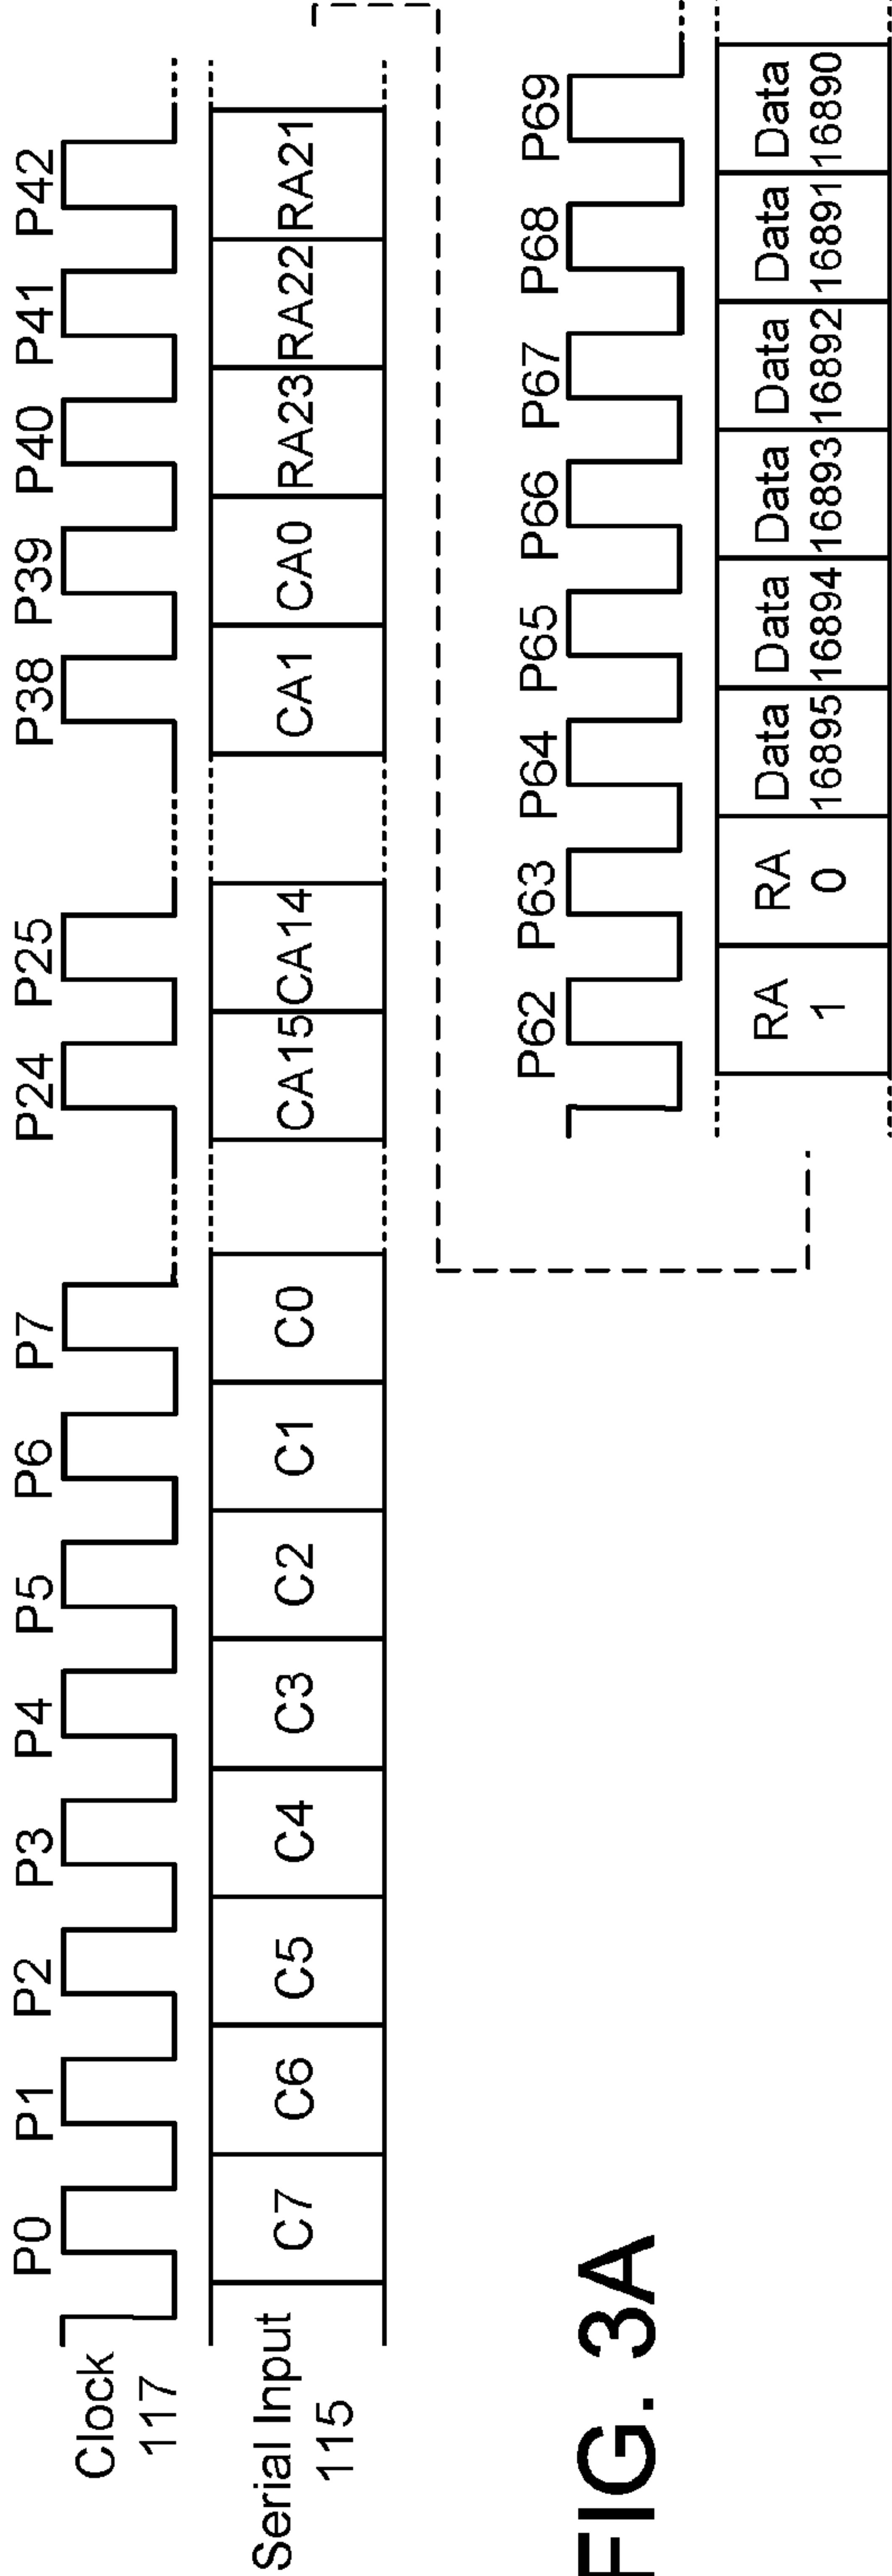 P0 P1 P2 P3 P4 P5 P6 P7 P24 P25 P38 P39 P40 P41 P42
Clock
117
Serial Input
115
C7 C6 C5 C4 C3 C2 C1 C0 CA15 CA14 CA1 CA0 RA23 RA22 RA21
P62 P63 P64 P65 P66 P67 P68 P69
RA
1
RA
0
Data
16895
Data
16894
Data
16893
Data
16892
Data
16891
Data
16890
FIG. 3A